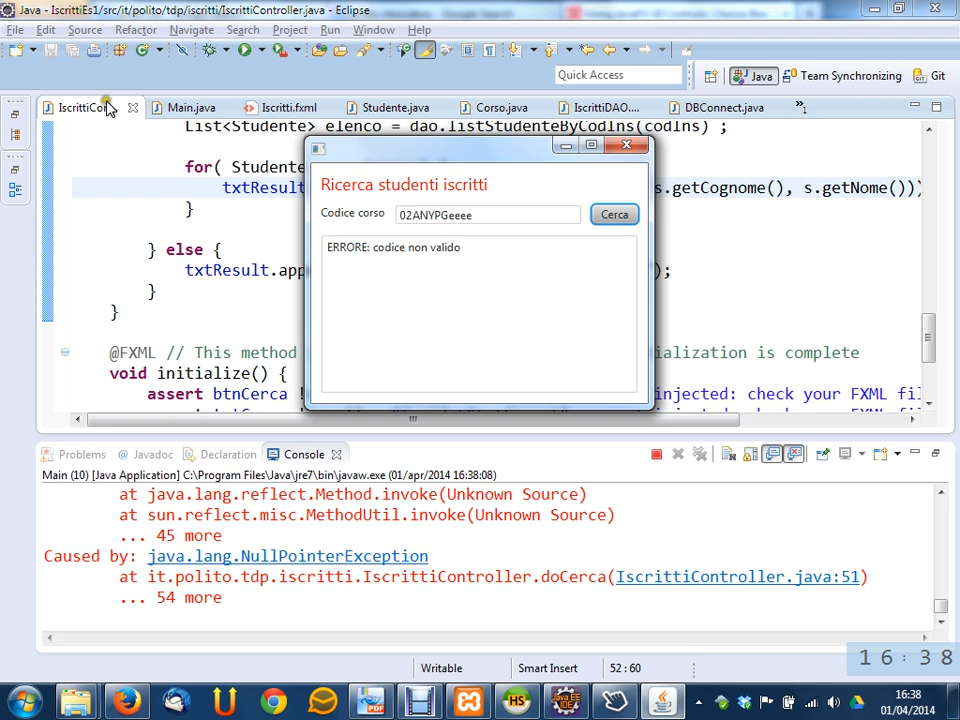 Java - IscrittiEs1/src/it/polito/tdp/iscritti/IscrittiController.java - Eclipse
File Edit Source Refactor Navigate Search Project Run Window Help
Quick Access
Java
Team Synchronizing
Git
IscrittiCo
Main.java
Iscritti.fxml
Studente.java
Corso.java
IscrittiDAO....
DBConnect.java
»1
List<Studente> elenco = dao.listStudenteByCodIns(codIns) ;
for( Studente
txtResult
s.getCognome(), s.getNome()))
}
} else {
txtResult.app
);
}
}
@FXML // This method
ialization is complete
void initialize() {
assert btnCerca !
injected: check your FXML fil
Ricerca studenti iscritti
Codice corso
02ANYPGeeee
Cerca
ERRORE: codice non valido
Problems
@ Javadoc
Declaration
Console
Main (10) [Java Application] C:\Program Files\Java\jre7\bin\javaw.exe (01/apr/2014 16:38:08)
at java.lang.reflect.Method.invoke(Unknown Source)
at sun.reflect.misc.MethodUtil.invoke(Unknown Source)
... 45 more
Caused by: java.lang.NullPointerException
at it.polito.tdp.iscritti.IscrittiController.doCerca(IscrittiController.java:51)
... 54 more
Writable
Smart Insert
52 : 60
16:38
16:38
01/04/2014